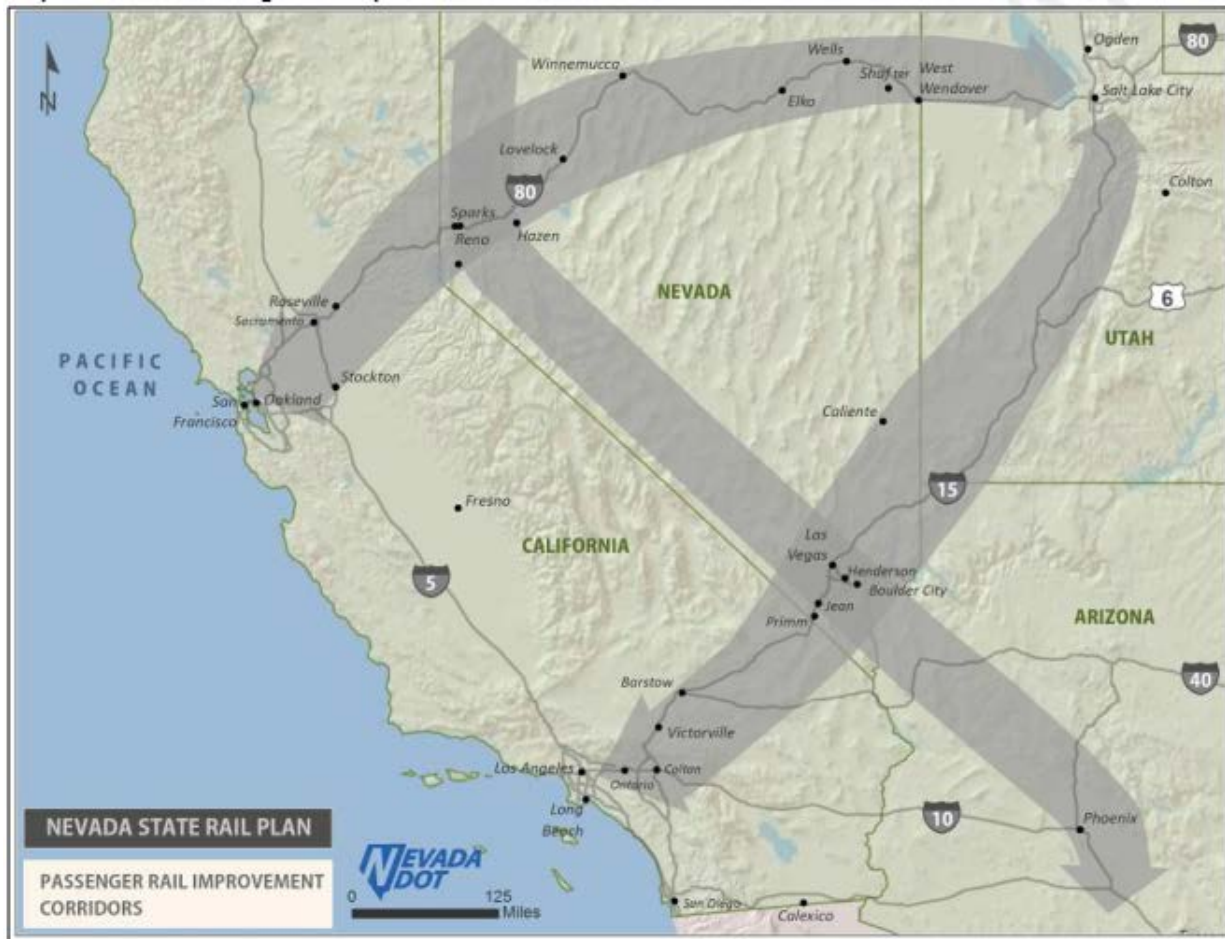 Ogden
80
Wells
Winnemucca
Shafter
West
Wendover
Elko
Salt Lake City
N
Lovelock
80
Colton
Sparks
Reno
Hazen
NEVADA
6
Roseville
Sacramento
UTAH
PACIFIC
OCEAN
Stockton
San
Francisco
Oakland
Caliente
15
Fresno
CALIFORNIA
Las
Vegas
5
Henderson
Boulder City
Jean
Primm
ARIZONA
Barstow
40
Victorville
Los Angeles
Ontario
Colton
Long
Beach
10
Phoenix
NEVADA STATE RAIL PLAN
NEVADA
DOT
PASSENGER RAIL IMPROVEMENT
CORRIDORS
0 125
Miles
San Diego
Calexico